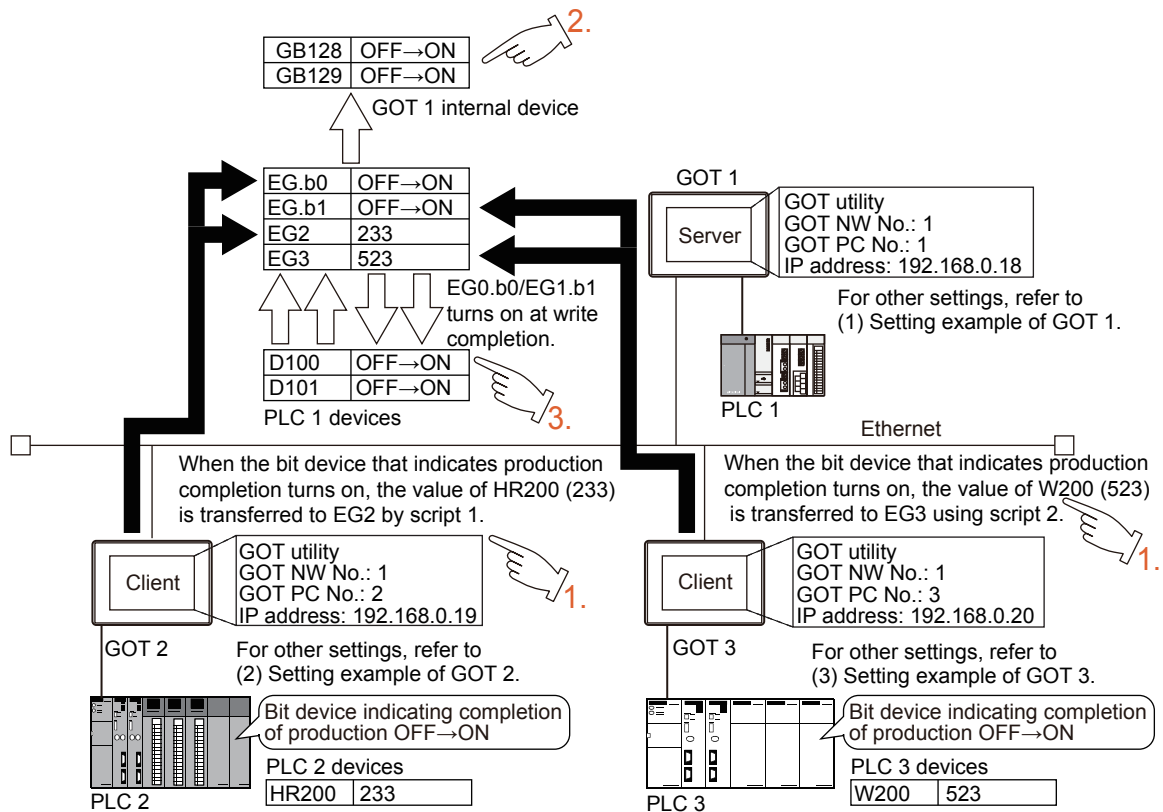 2.
GB128 OFF→ON
GB129 OFF→ON
GOT 1 internal device
EG.b0 OFF→ON
EG.b1 OFF→ON
EG2 233
EG3 523
EG0.b0/EG1.b1
turns on at write
completion.
D100 OFF→ON
D101 OFF→ON
3.
PLC 1 devices
GOT 1
Server
GOT utility
GOT NW No.: 1
GOT PC No.: 1
IP address: 192.168.0.18
For other settings, refer to
(1) Setting example of GOT 1.
PLC 1
Ethernet
When the bit device that indicates production
completion turns on, the value of HR200 (233)
is transferred to EG2 by script 1.
When the bit device that indicates production
completion turns on, the value of W200 (523)
is transferred to EG3 using script 2.
Client
GOT utility
GOT NW No.: 1
GOT PC No.: 2
IP address: 192.168.0.19
1.
GOT 2
For other settings, refer to
(2) Setting example of GOT 2.
Bit device indicating completion
of production OFF→ON
PLC 2 devices
HR200 233
PLC 2
Client
GOT utility
GOT NW No.: 1
GOT PC No.: 3
IP address: 192.168.0.20
1.
GOT 3
For other settings, refer to
(3) Setting example of GOT 3.
Bit device indicating completion
of production OFF→ON
PLC 3 devices
W200 523
PLC 3